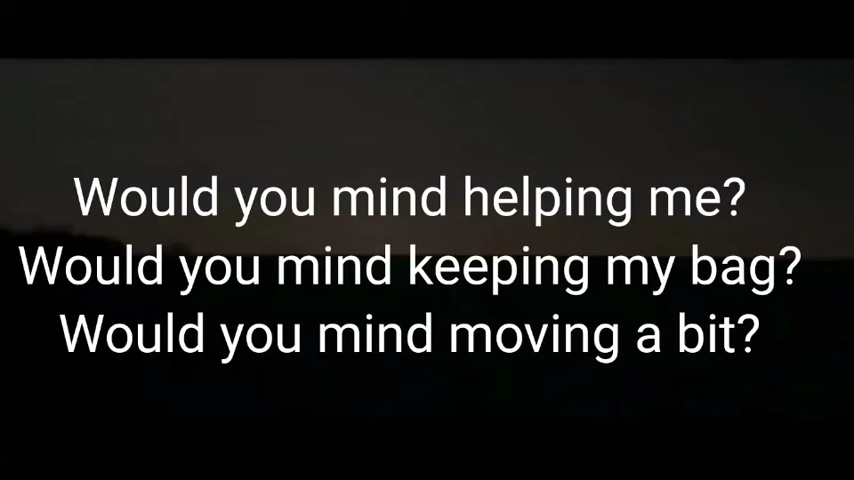 Would you mind helping me?
Would you mind keeping my bag?
Would you mind moving a bit?